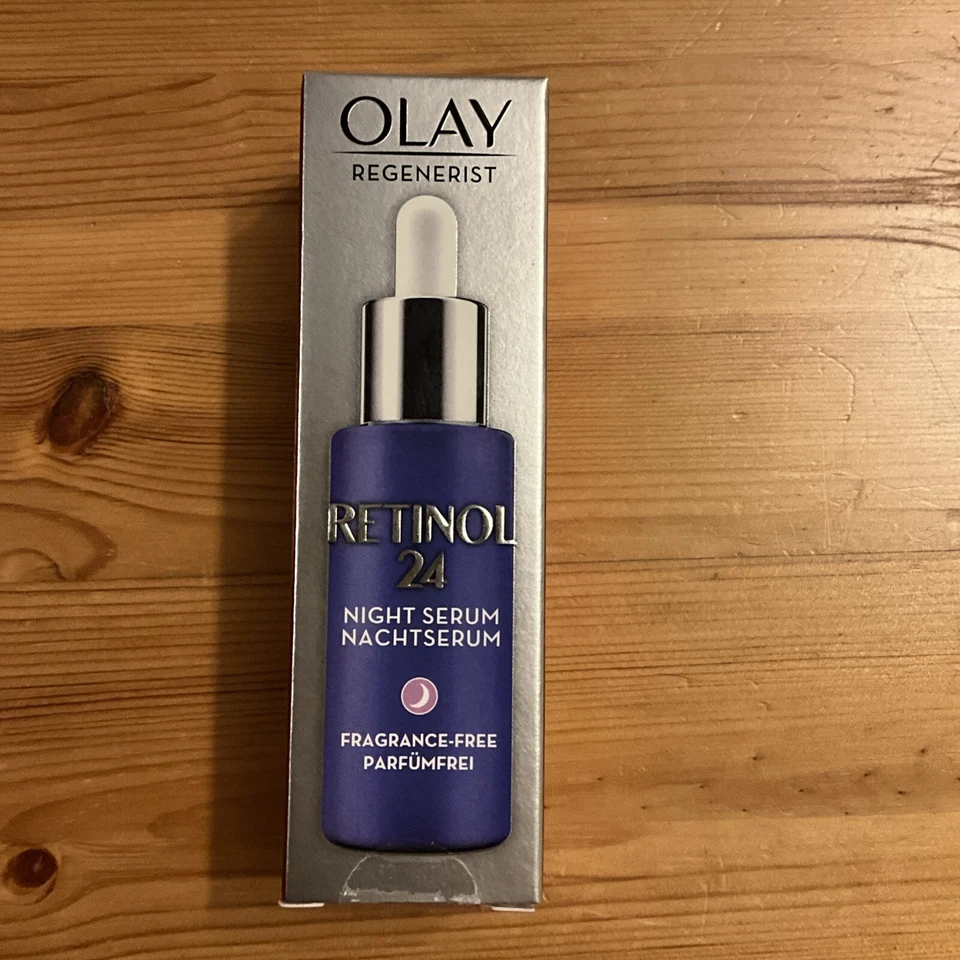 OLAY
REGENERIST
RETINOL
24
NIGHT SERUM
NACHTSERUM
FRAGRANCE-FREE
PARFÜMFREI